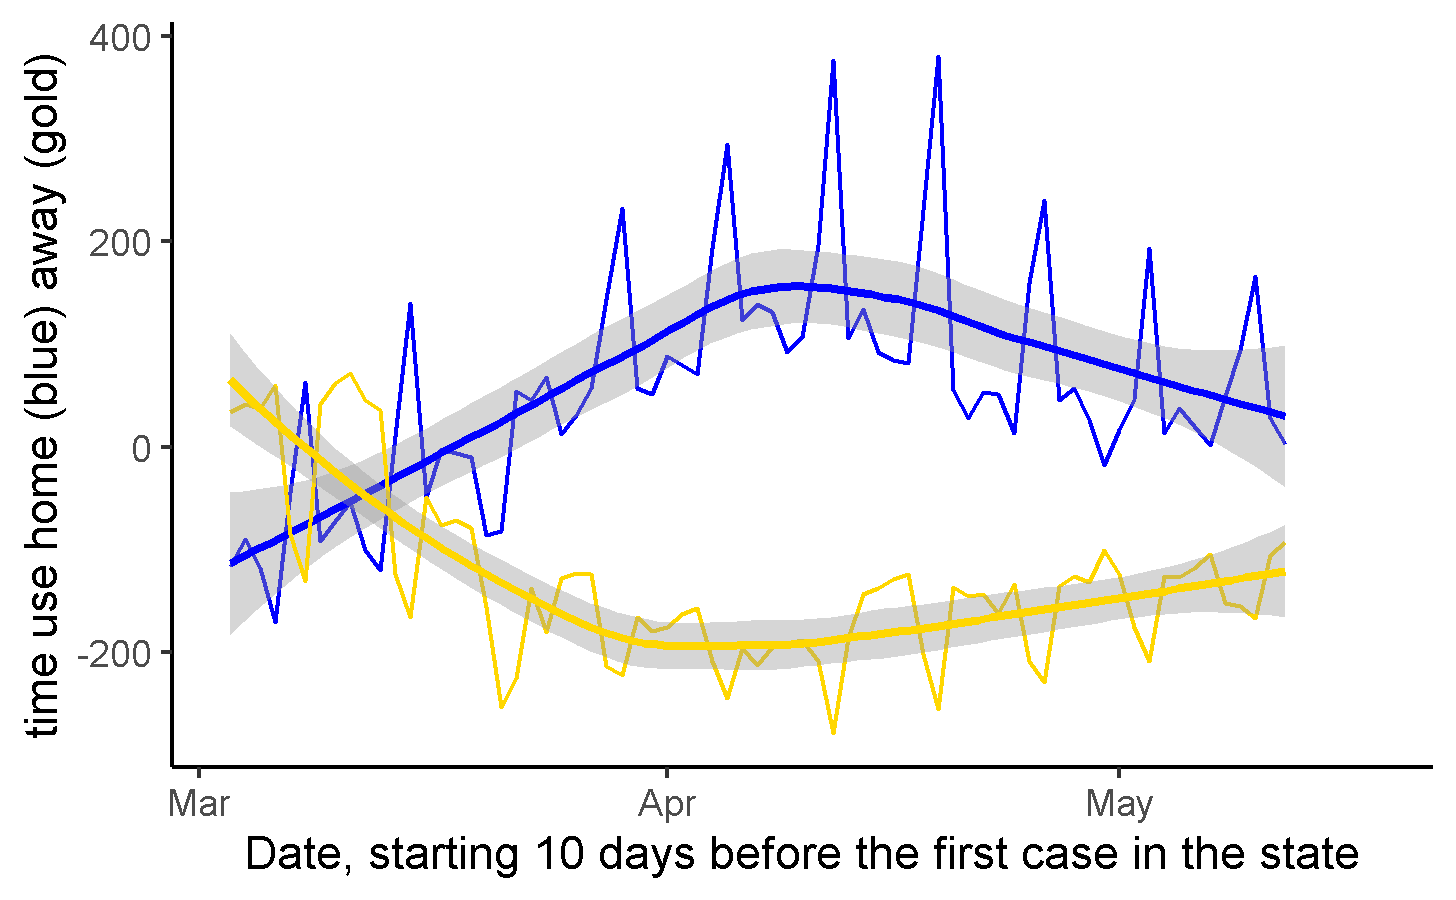 time use home (blue) away (gold)
400
200
0
-200
Mar
Apr
May
Date, starting 10 days before the first case in the state